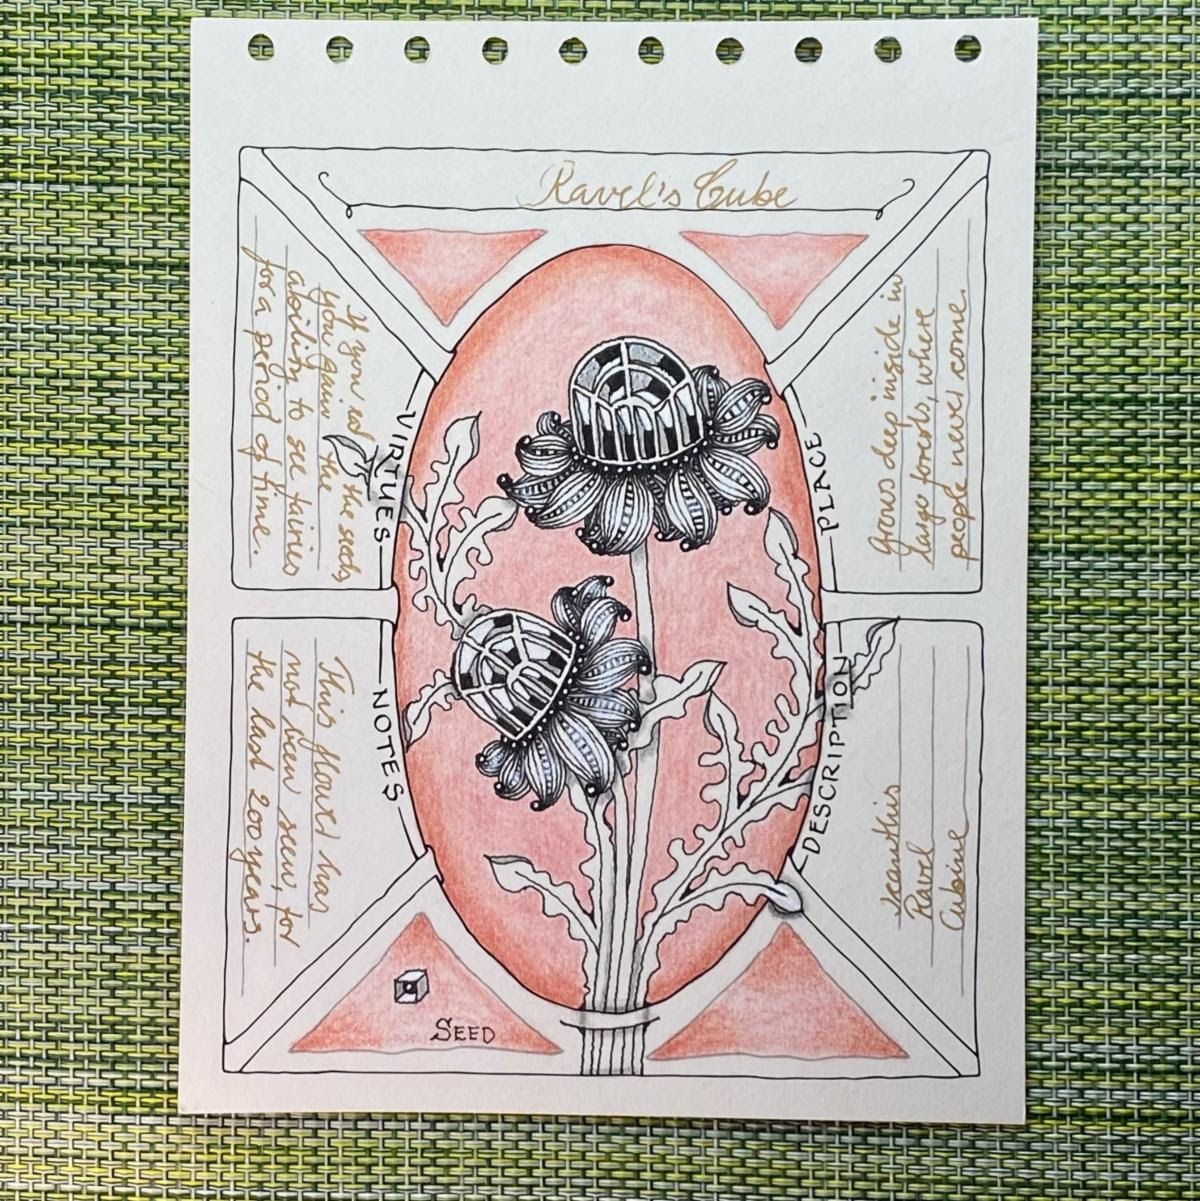 Ravel's Cube
VIRTUES
If you eat the seeds,
you gain the
ability to see fairies
for a period of time.
PLACE
Grows deep inside in
large forests, where
people never come.
NOTES
This flower has
not been seen, for
the last 200 years.
DESCRIPTION
Ravel
Cubine
SEED